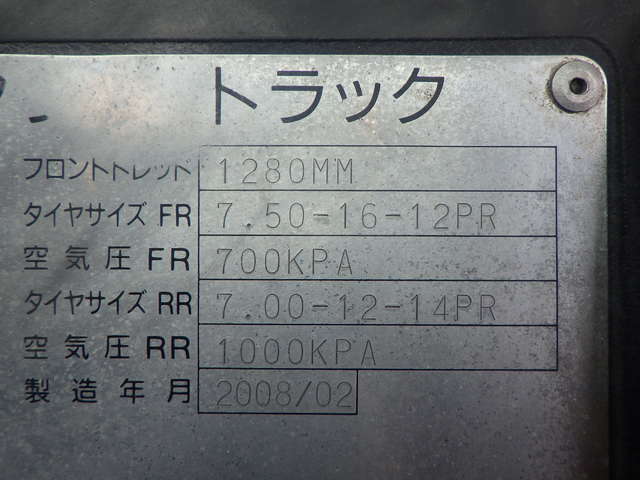 トラック
フロントトレッド 1280MM
タイヤサイズ FR 7.50-16-12PR
空気圧 FR 700KPA
タイヤサイズ RR 7.00-12-14PR
空気圧 RR 1000KPA
製造年月 2008/02